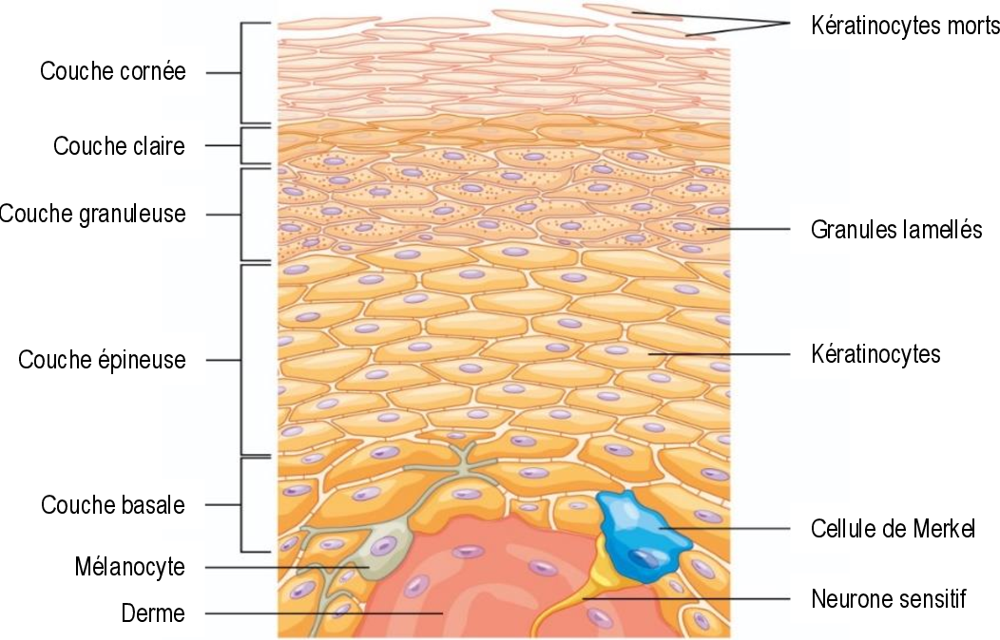 Kératinocytes morts
Couche cornée
Couche claire
Couche granuleuse
Granules lamellés
Couche épineuse
Kératinocytes
Couche basale
Cellule de Merkel
Mélanocyte
Neurone sensitif
Derme